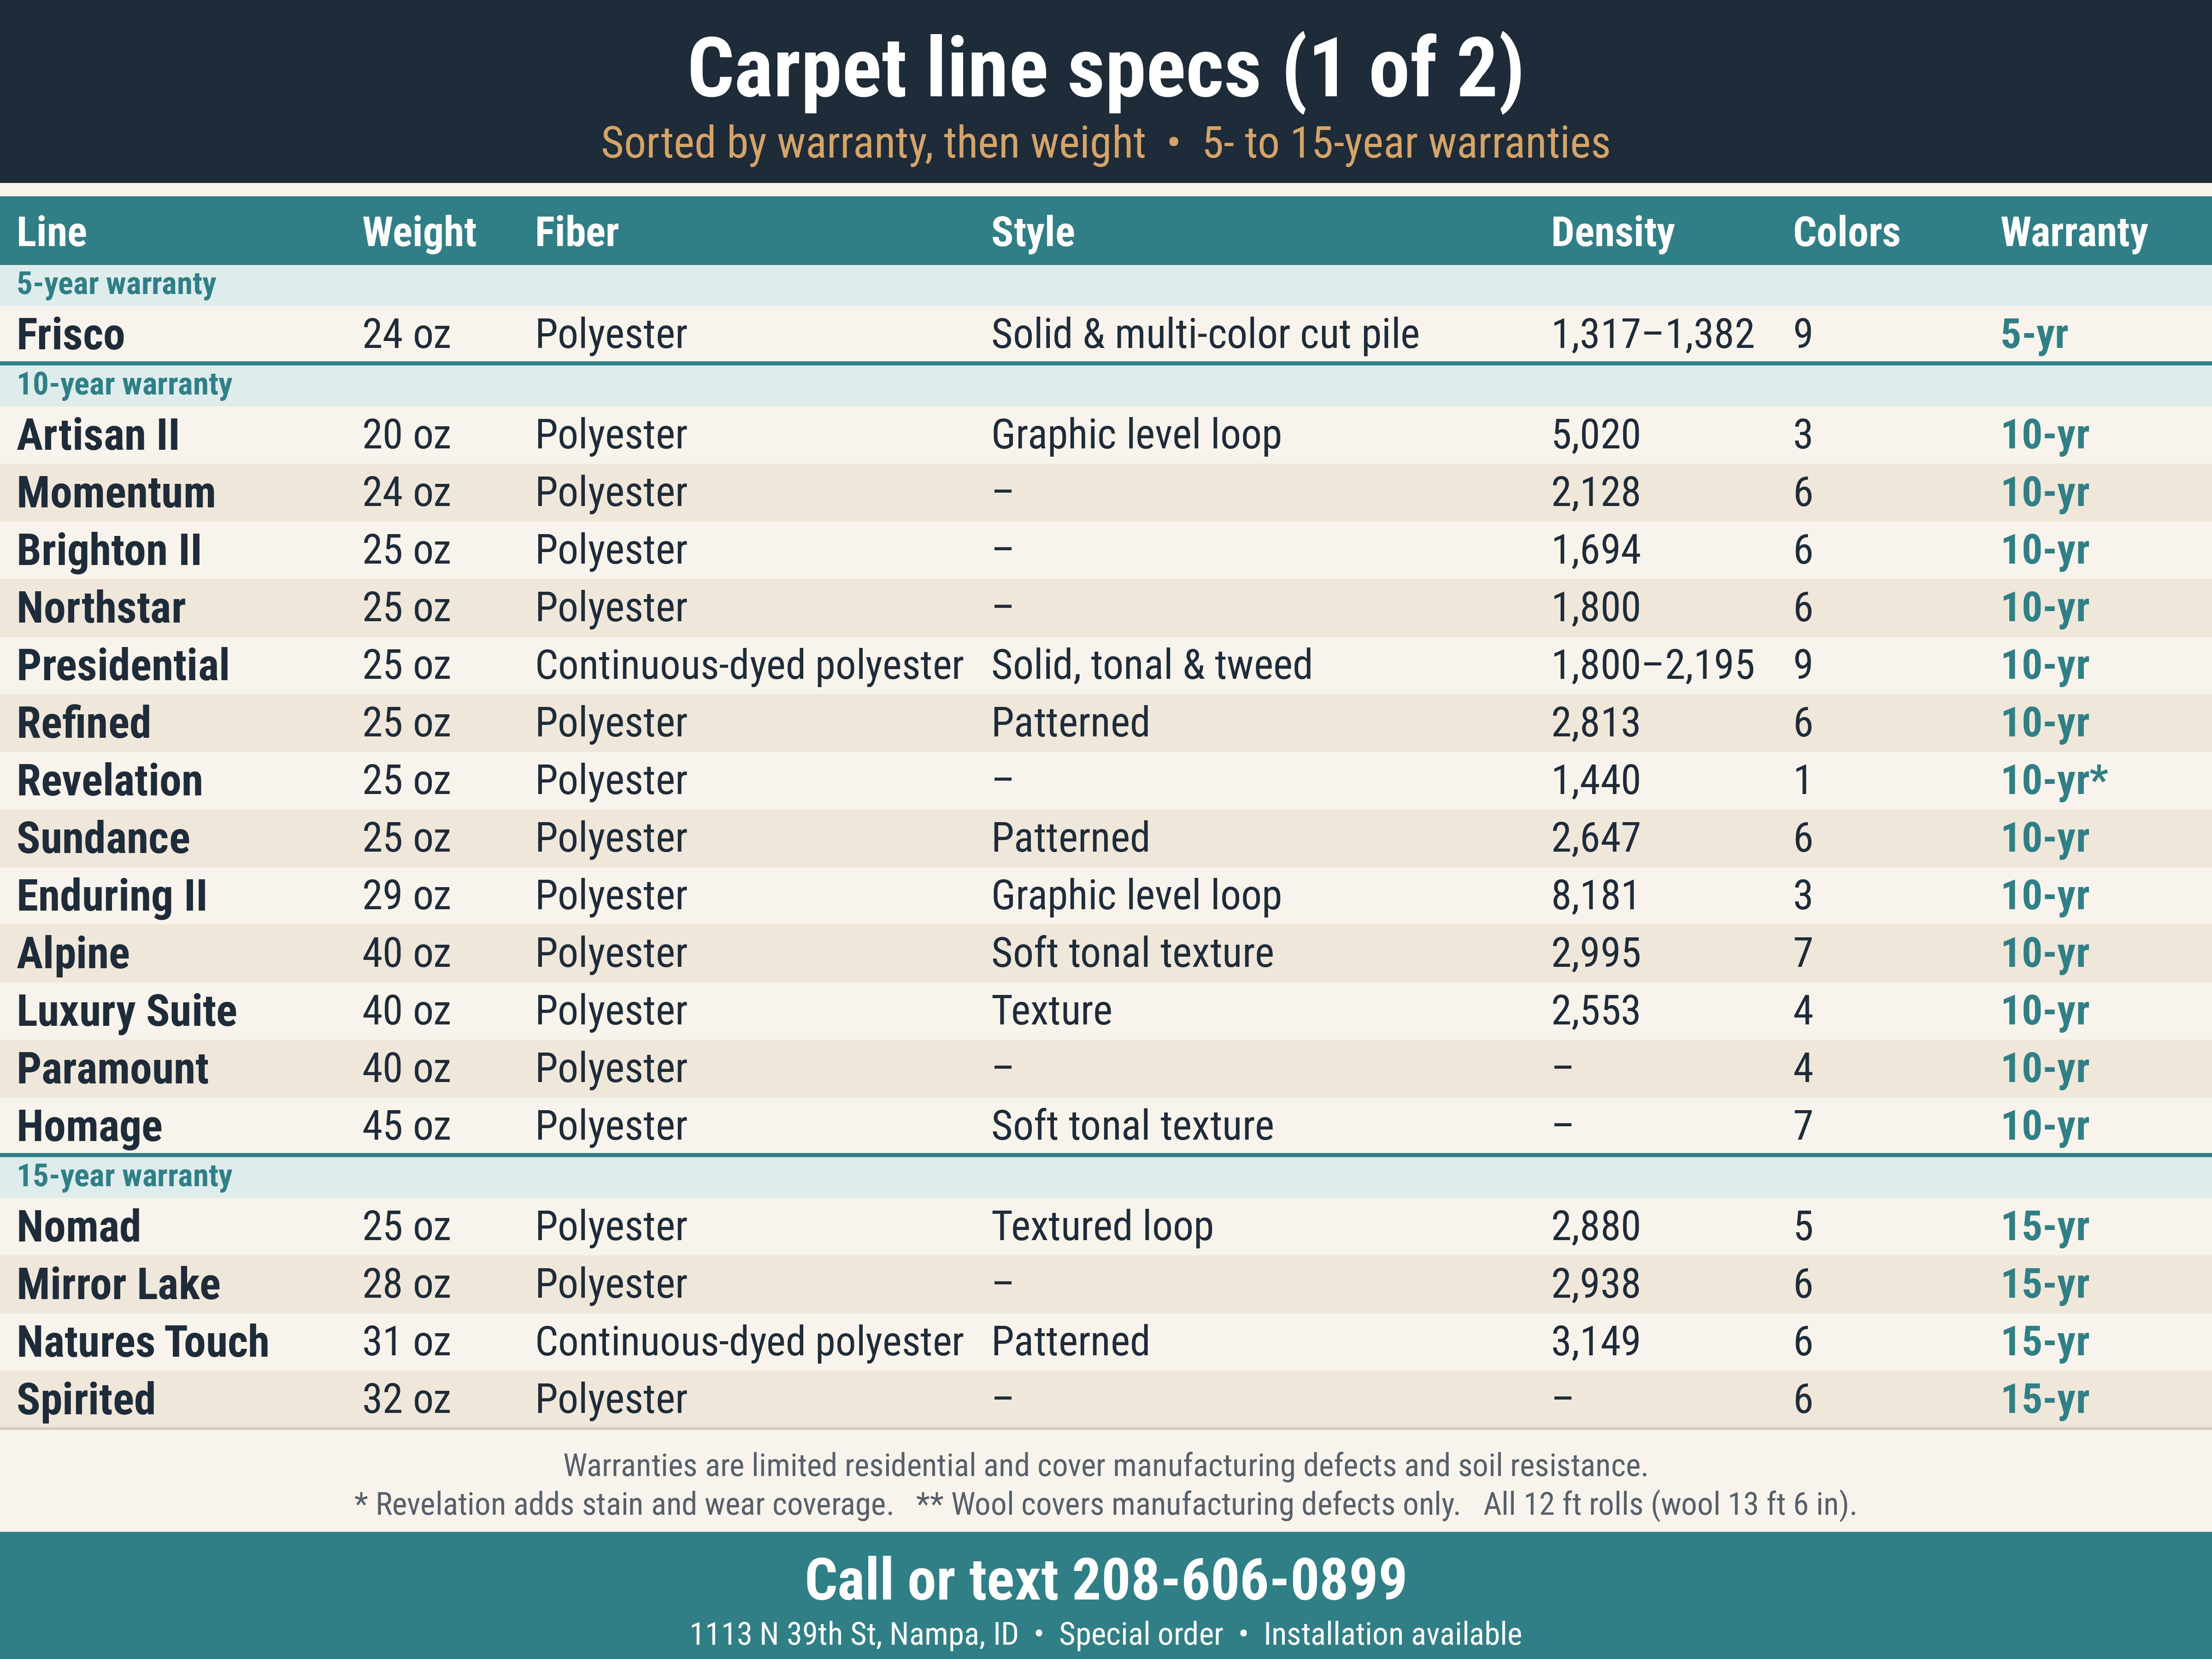 Carpet line specs (1 of 2)
Sorted by warranty, then weight • 5- to 15-year warranties
Line Weight Fiber Style Density Colors Warranty
5-year warranty
Frisco 24 oz Polyester Solid & multi-color cut pile 1,317–1,382 9 5-yr
10-year warranty
Artisan II 20 oz Polyester Graphic level loop 5,020 3 10-yr
Momentum 24 oz Polyester – 2,128 6 10-yr
Brighton II 25 oz Polyester – 1,694 6 10-yr
Northstar 25 oz Polyester – 1,800 6 10-yr
Presidential 25 oz Continuous-dyed polyester Solid, tonal & tweed 1,800–2,195 9 10-yr
Refined 25 oz Polyester Patterned 2,813 6 10-yr
Revelation 25 oz Polyester – 1,440 1 10-yr*
Sundance 25 oz Polyester Patterned 2,647 6 10-yr
Enduring II 29 oz Polyester Graphic level loop 8,181 3 10-yr
Alpine 40 oz Polyester Soft tonal texture 2,995 7 10-yr
Luxury Suite 40 oz Polyester Texture 2,553 4 10-yr
Paramount 40 oz Polyester – – 4 10-yr
Homage 45 oz Polyester Soft tonal texture – 7 10-yr
15-year warranty
Nomad 25 oz Polyester Textured loop 2,880 5 15-yr
Mirror Lake 28 oz Polyester – 2,938 6 15-yr
Natures Touch 31 oz Continuous-dyed polyester Patterned 3,149 6 15-yr
Spirited 32 oz Polyester – – 6 15-yr
Warranties are limited residential and cover manufacturing defects and soil resistance.
* Revelation adds stain and wear coverage. ** Wool covers manufacturing defects only. All 12 ft rolls (wool 13 ft 6 in).
Call or text 208-606-0899
1113 N 39th St, Nampa, ID • Special order • Installation available